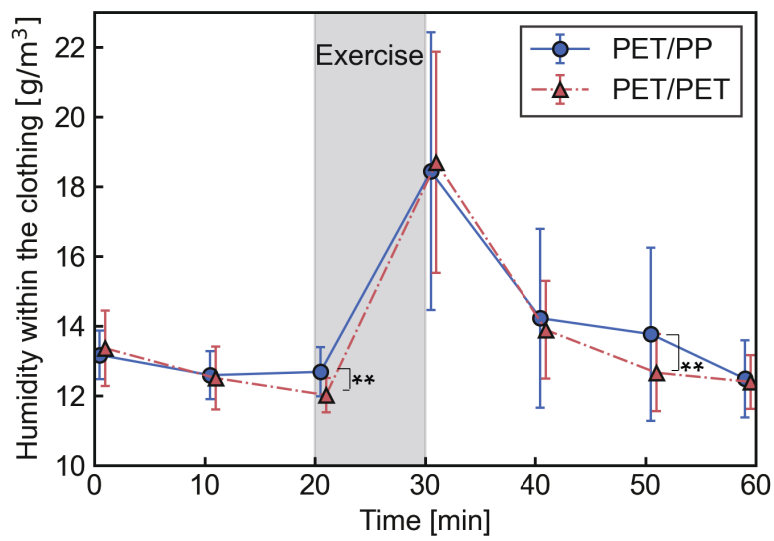 Humidity within the clothing [g/m³]
22
20
18
16
14
12
10
Exercise
PET/PP
PET/PET
**
**
0 10 20 30 40 50 60
Time [min]